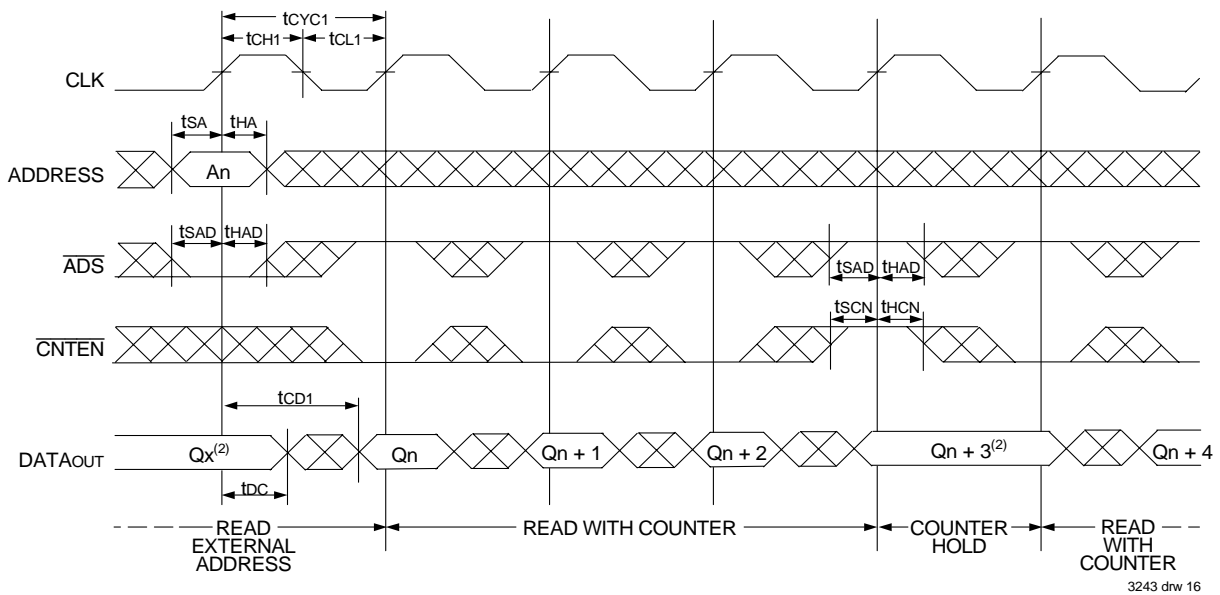 tCYC1
tCH1 tCL1
CLK
tSA tHA
ADDRESS An
tSAD tHAD
ADS
tSAD tHAD
tSCN tHCN
CNTEN
tCD1
DATAOUT Qx(2) Qn Qn + 1 Qn + 2 Qn + 3(2) Qn + 4
tDC
READ EXTERNAL ADDRESS
READ WITH COUNTER
COUNTER HOLD
READ WITH COUNTER
3243 drw 16